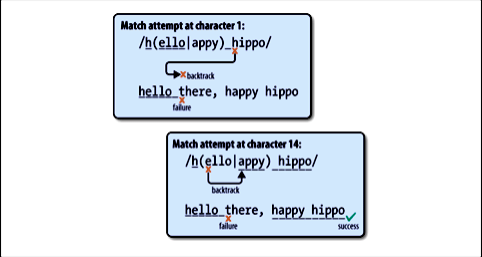 Match attempt at character 1:
/h(ello|appy) hippo/
backtrack
hello there, happy hippo
failure
Match attempt at character 14:
/h(ello|appy) hippo/
backtrack
hello there, happy hippo
failure success